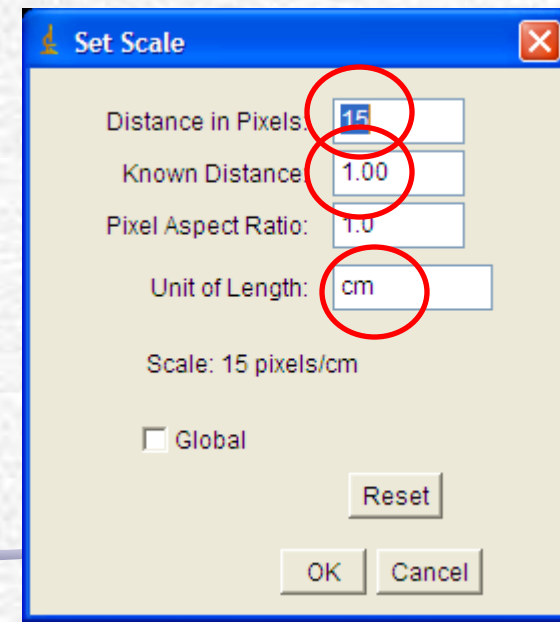 Set Scale
Distance in Pixels: 15
Known Distance: 1.00
Pixel Aspect Ratio: 1.0
Unit of Length: cm
Scale: 15 pixels/cm
Global
Reset
OK Cancel